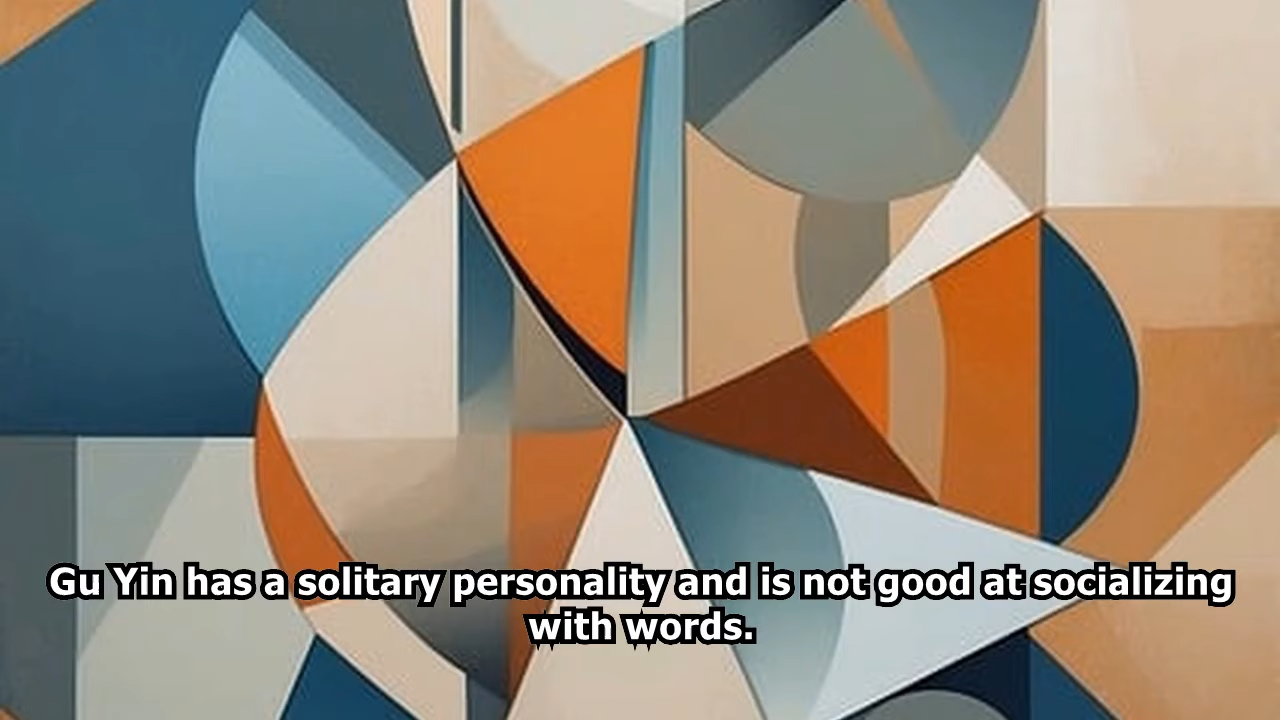 Gu Yin has a solitary personality and is not good at socializing
with words.